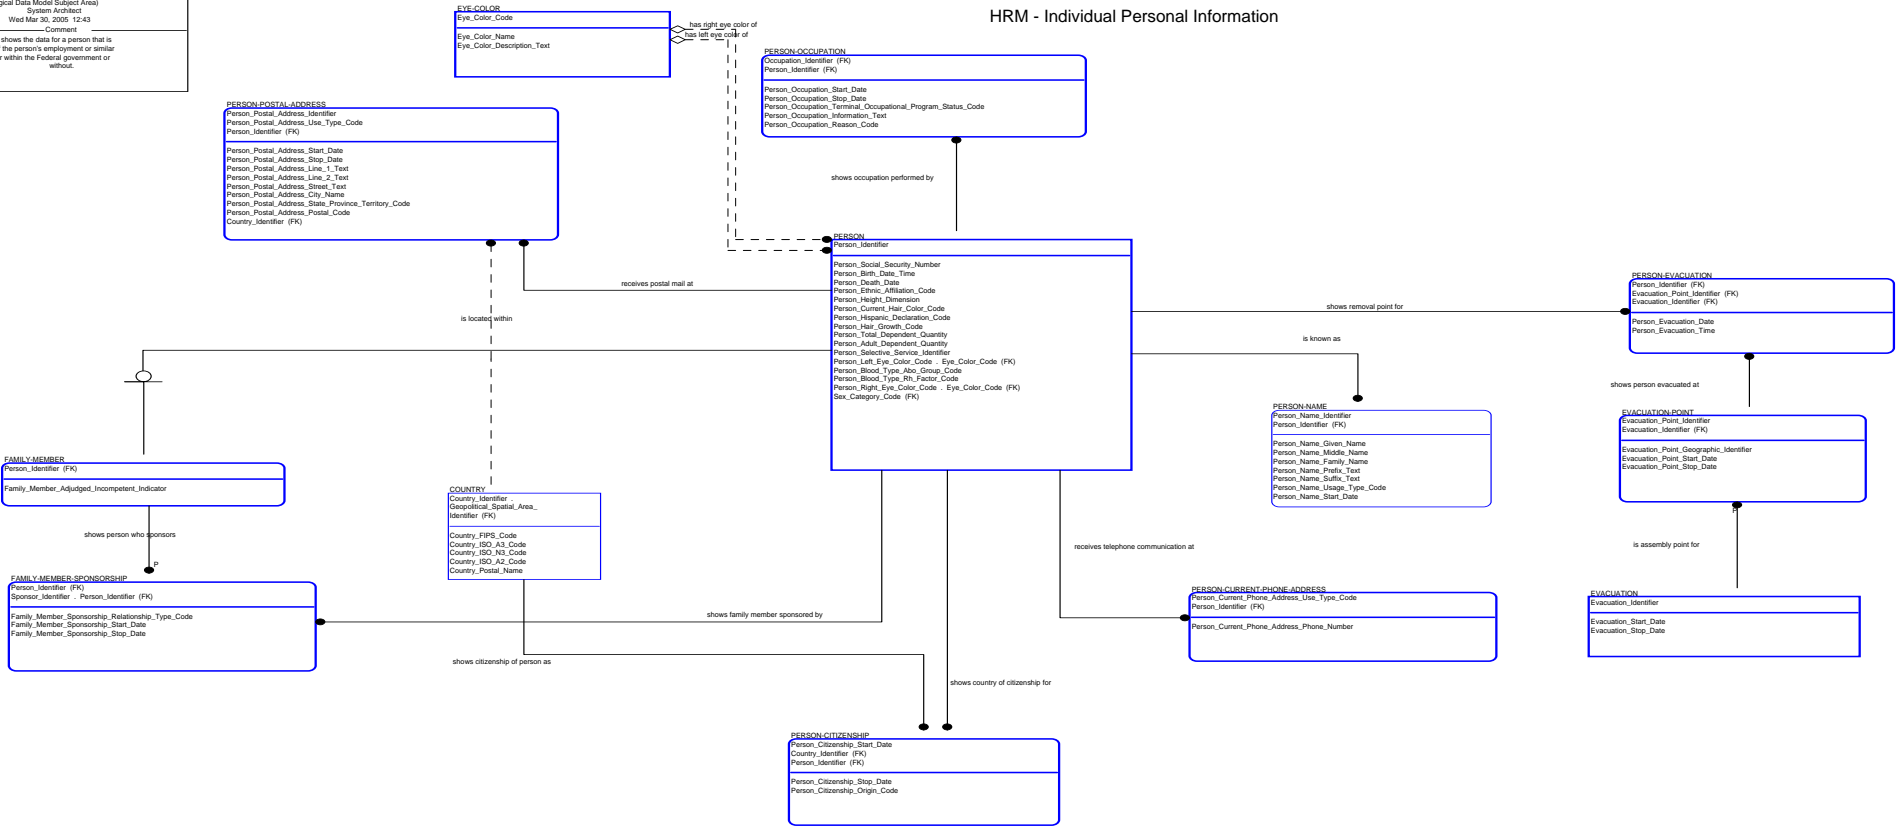 gical Data Model Subject Area)
System Architect
Wed Mar 30, 2005 12:43
Comment
shows the data for a person that is
the person's employment or similar
r within the Federal government or
without.
HRM - Individual Personal Information
EYE-COLOR
Eye_Color_Code
Eye_Color_Name
Eye_Color_Description_Text
has right eye color of
has left eye color of
PERSON-OCCUPATION
Occupation_Identifier (FK)
Person_Identifier (FK)
Person_Occupation_Start_Date
Person_Occupation_Stop_Date
Person_Occupation_Terminal_Occupational_Program_Status_Code
Person_Occupation_Information_Text
Person_Occupation_Reason_Code
PERSON-POSTAL-ADDRESS
Person_Postal_Address_Identifier
Person_Postal_Address_Use_Type_Code
Person_Identifier (FK)
Person_Postal_Address_Start_Date
Person_Postal_Address_Stop_Date
Person_Postal_Address_Line_1_Text
Person_Postal_Address_Line_2_Text
Person_Postal_Address_Street_Text
Person_Postal_Address_City_Name
Person_Postal_Address_State_Province_Territory_Code
Person_Postal_Address_Postal_Code
Country_Identifier (FK)
shows occupation performed by
receives postal mail at
is located within
PERSON
Person_Identifier
Person_Social_Security_Number
Person_Birth_Date_Time
Person_Death_Date
Person_Ethnic_Affiliation_Code
Person_Height_Dimension
Person_Current_Hair_Color_Code
Person_Hispanic_Declaration_Code
Person_Hair_Growth_Code
Person_Total_Dependent_Quantity
Person_Adult_Dependent_Quantity
Person_Selective_Service_Identifier
Person_Left_Eye_Color_Code . Eye_Color_Code (FK)
Person_Blood_Type_Abo_Group_Code
Person_Blood_Type_Rh_Factor_Code
Person_Right_Eye_Color_Code . Eye_Color_Code (FK)
Sex_Category_Code (FK)
shows removal point for
is known as
PERSON-EVACUATION
Person_Identifier (FK)
Evacuation_Point_Identifier (FK)
Evacuation_Identifier (FK)
Person_Evacuation_Date
Person_Evacuation_Time
shows person evacuated at
PERSON-NAME
Person_Name_Identifier
Person_Identifier (FK)
Person_Name_Given_Name
Person_Name_Middle_Name
Person_Name_Family_Name
Person_Name_Prefix_Text
Person_Name_Suffix_Text
Person_Name_Usage_Type_Code
Person_Name_Start_Date
EVACUATION-POINT
Evacuation_Point_Identifier
Evacuation_Identifier (FK)
Evacuation_Point_Geographic_Identifier
Evacuation_Point_Start_Date
Evacuation_Point_Stop_Date
P
is assembly point for
EVACUATION
Evacuation_Identifier
Evacuation_Start_Date
Evacuation_Stop_Date
FAMILY-MEMBER
Person_Identifier (FK)
Family_Member_Adjudged_Incompetent_Indicator
shows person who sponsors
P
FAMILY-MEMBER-SPONSORSHIP
Person_Identifier (FK)
Sponsor_Identifier . Person_Identifier (FK)
Family_Member_Sponsorship_Relationship_Type_Code
Family_Member_Sponsorship_Start_Date
Family_Member_Sponsorship_Stop_Date
COUNTRY
Country_Identifier .
Geopolitical_Spatial_Area_
Identifier (FK)
Country_FIPS_Code
Country_ISO_A3_Code
Country_ISO_N3_Code
Country_ISO_A2_Code
Country_Postal_Name
shows family member sponsored by
shows citizenship of person as
receives telephone communication at
PERSON-CURRENT-PHONE-ADDRESS
Person_Current_Phone_Address_Use_Type_Code
Person_Identifier (FK)
Person_Current_Phone_Address_Phone_Number
shows country of citizenship for
PERSON-CITIZENSHIP
Person_Citizenship_Start_Date
Country_Identifier (FK)
Person_Identifier (FK)
Person_Citizenship_Stop_Date
Person_Citizenship_Origin_Code